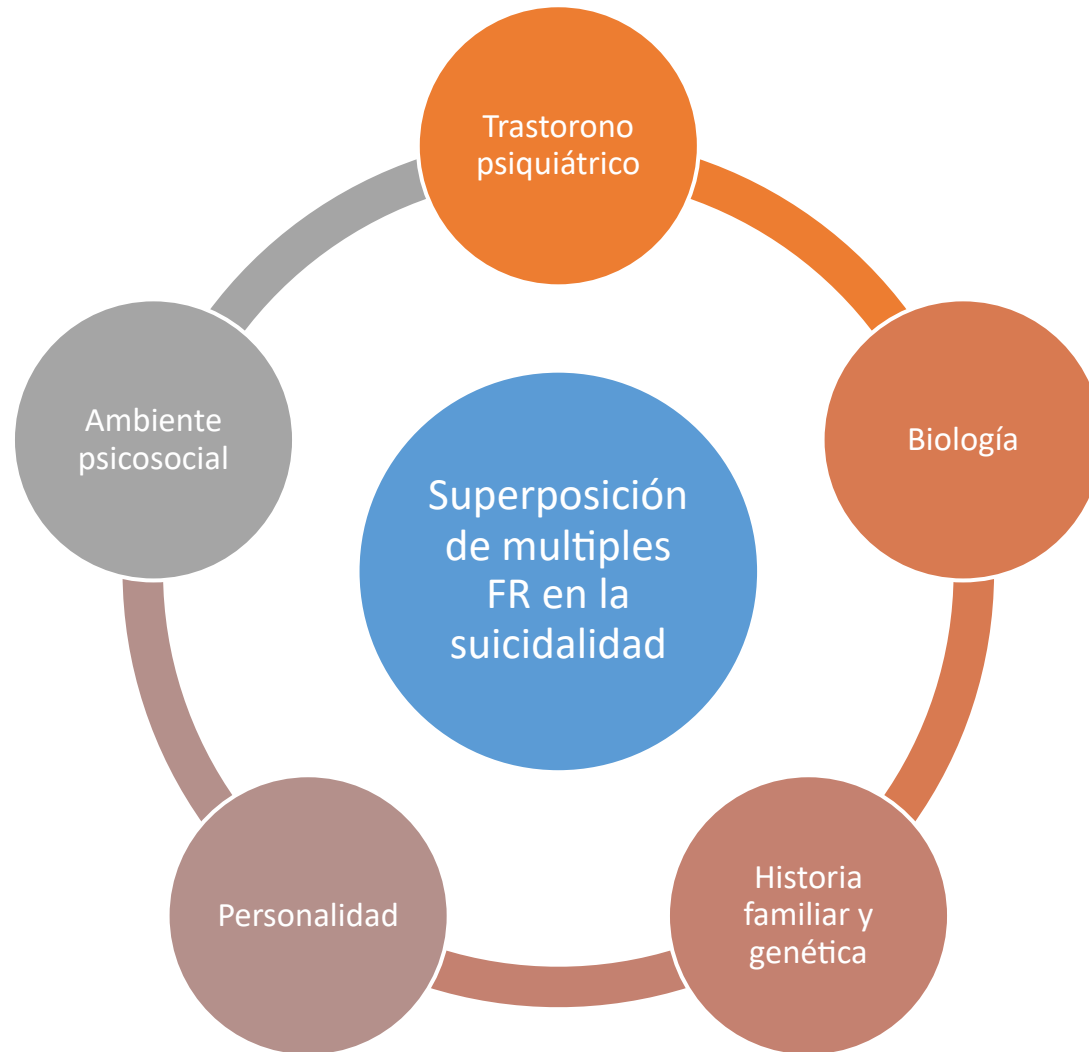 Trastorono
psiquiátrico
Biología
Historia
familiar y
genética
Personalidad
Ambiente
psicosocial
Superposición
de multiples
FR en la
suicidalidad